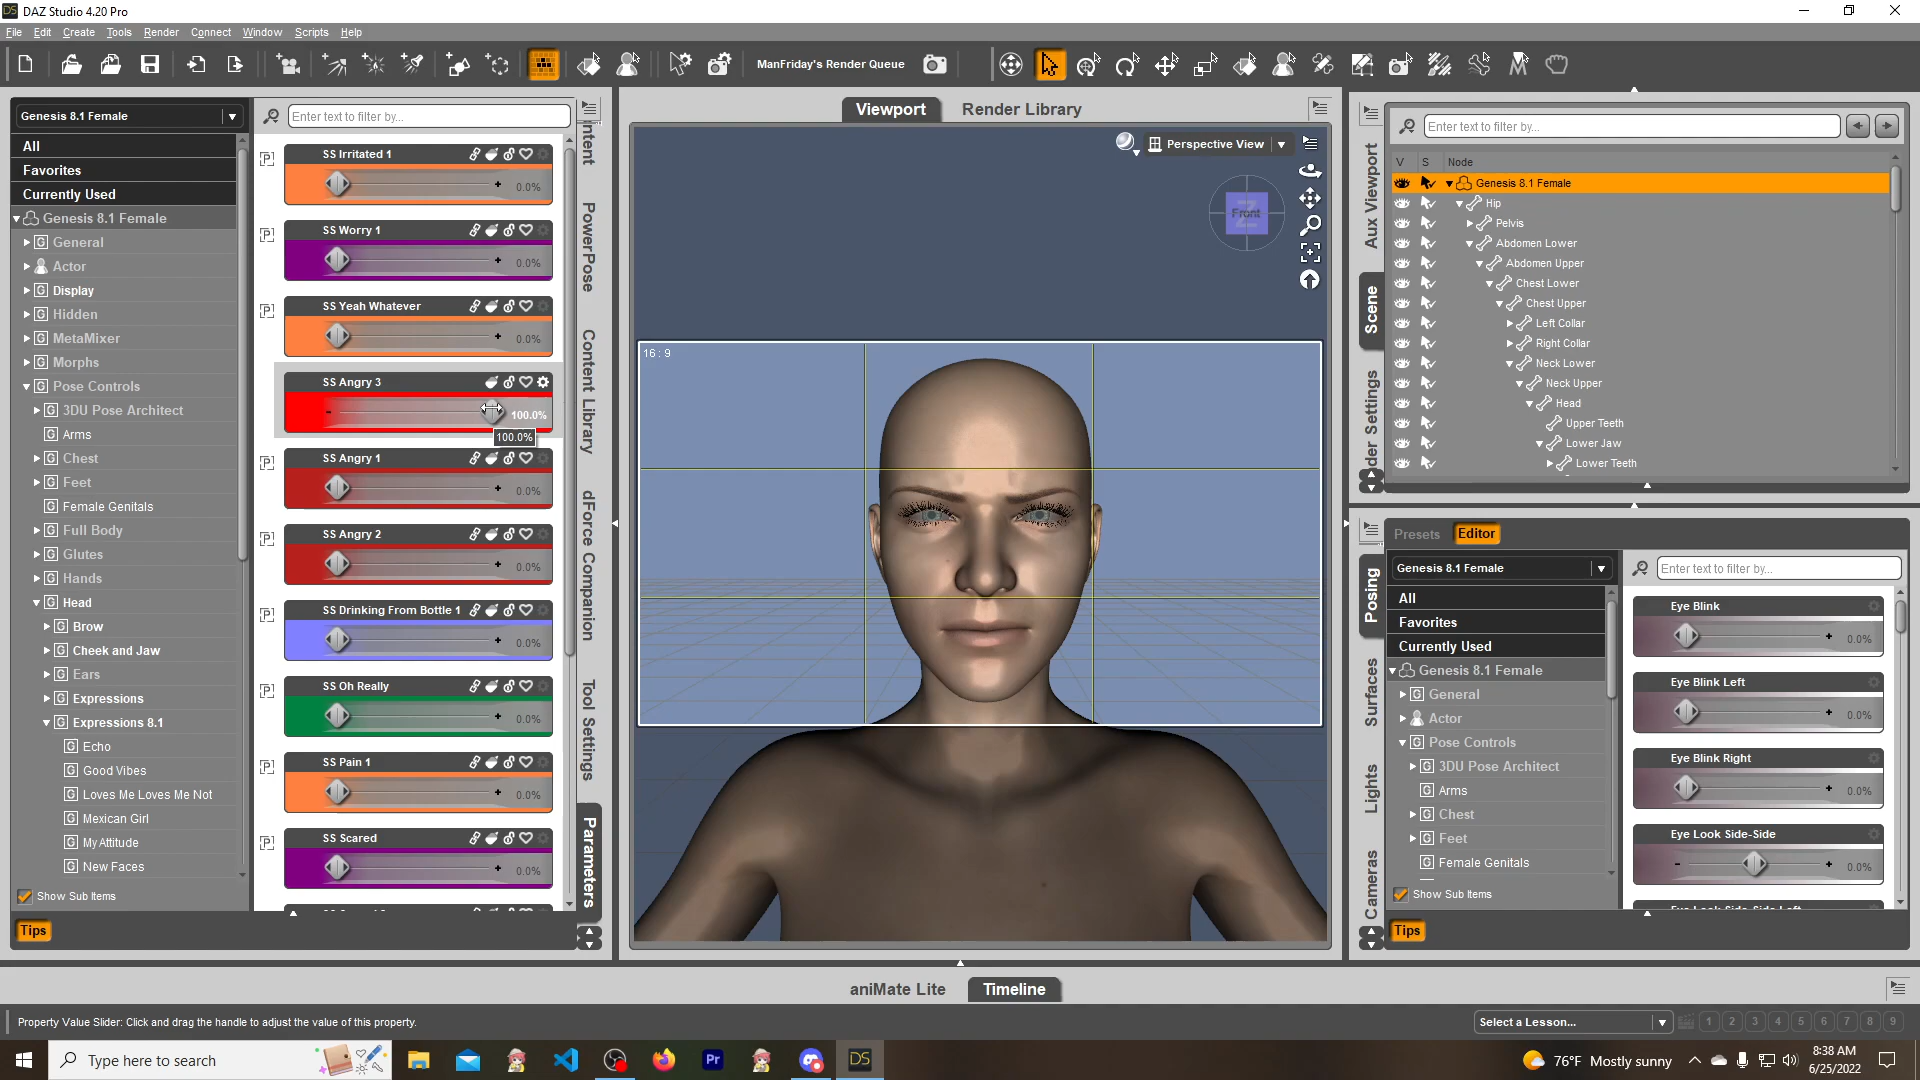 DAZ Studio 4.20 Pro
File Edit Create Tools Render Connect Window Scripts Help
ManFriday's Render Queue
Genesis 8.1 Female
All
Favorites
Currently Used
Genesis 8.1 Female
General
Actor
Display
Hidden
MetaMixer
Morphs
Pose Controls
3DU Pose Architect
Arms
Chest
Feet
Female Genitals
Full Body
Glutes
Hands
Head
Brow
Cheek and Jaw
Ears
Expressions
Expressions 8.1
Echo
Good Vibes
Loves Me Loves Me Not
Mexican Girl
My Attitude
New Faces
Show Sub Items
Tips
Enter text to filter by...
SS Irritated 1
0.0%
SS Worry 1
0.0%
SS Yeah Whatever
0.0%
SS Angry 3
100.0%
100.0%
SS Angry 1
0.0%
SS Angry 2
0.0%
SS Drinking From Bottle 1
0.0%
SS Oh Really
0.0%
SS Pain 1
0.0%
SS Scared
0.0%
PowerPose
Content Library
dForce Companion
Tool Settings
Parameters
Viewport Render Library
Perspective View
Front
16 : 9
Aux Viewport
Scene
Enter text to filter by...
V S Node
Genesis 8.1 Female
Hip
Pelvis
Abdomen Lower
Abdomen Upper
Chest Lower
Chest Upper
Left Collar
Right Collar
Neck Lower
Neck Upper
Head
Upper Teeth
Lower Jaw
Lower Teeth
Posing
Surfaces
Lights
Cameras
Presets Editor
Genesis 8.1 Female
All
Favorites
Currently Used
Genesis 8.1 Female
General
Actor
Pose Controls
3DU Pose Architect
Arms
Chest
Feet
Female Genitals
Show Sub Items
Tips
Enter text to filter by...
Eye Blink
0.0%
Eye Blink Left
0.0%
Eye Blink Right
0.0%
Eye Look Side-Side
0.0%
aniMate Lite Timeline
Property Value Slider: Click and drag the handle to adjust the value of this property.
Select a Lesson...
1 2 3 4 5 6 7 8 9
Type here to search
76°F Mostly sunny
8:38 AM
6/25/2022